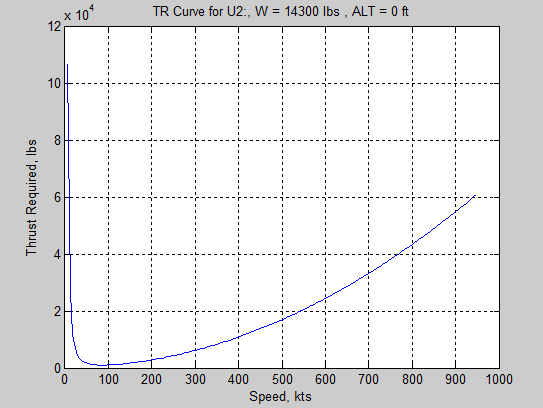 TR Curve for U2:, W = 14300 lbs , ALT = 0 ft
x 10^4
12
10
8
6
4
2
0
Thrust Required, lbs
0 100 200 300 400 500 600 700 800 900 1000
Speed, kts